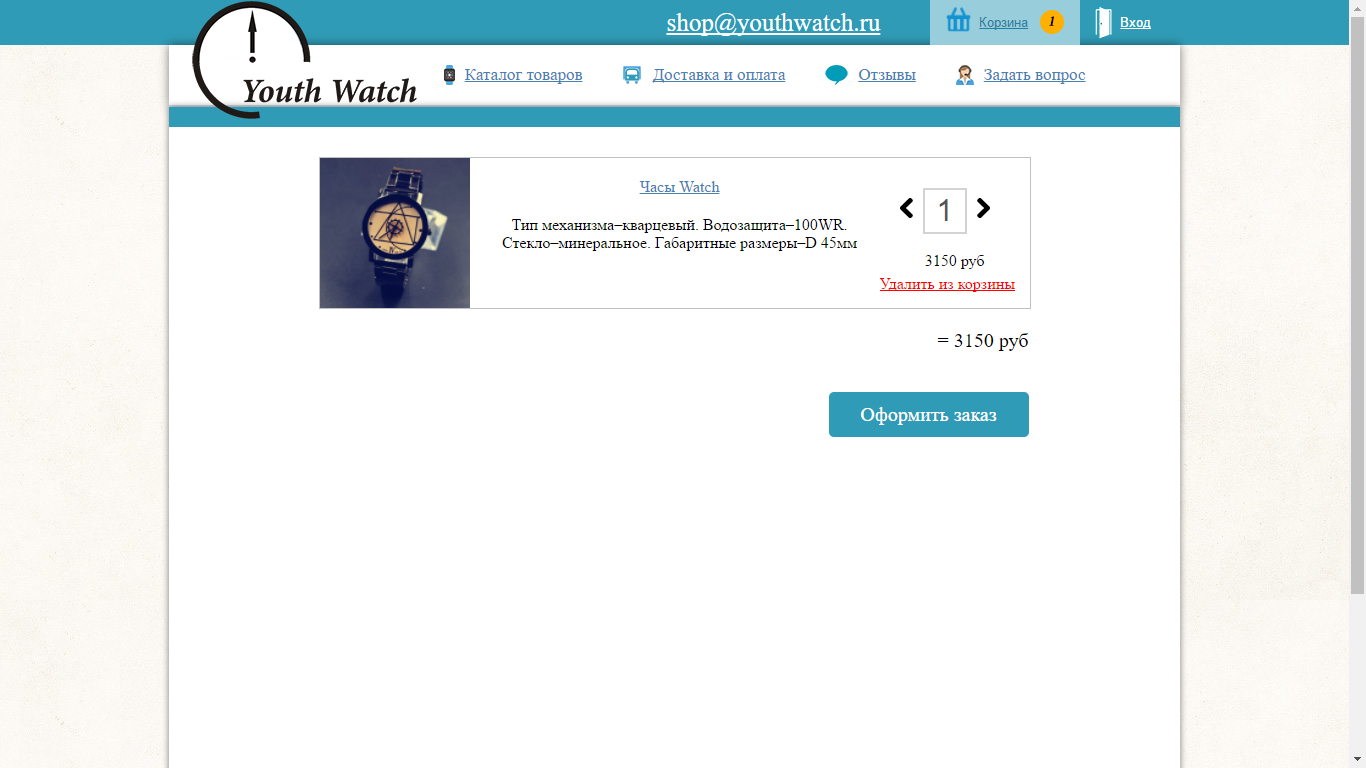 shop@youthwatch.ru
Корзина
1
Вход
Youth Watch
Каталог товаров
Доставка и оплата
Отзывы
Задать вопрос
Часы Watch
Тип механизма–кварцевый. Водозащита–100WR.
Стекло–минеральное. Габаритные размеры–D 45мм
1
3150 руб
Удалить из корзины
= 3150 руб
Оформить заказ